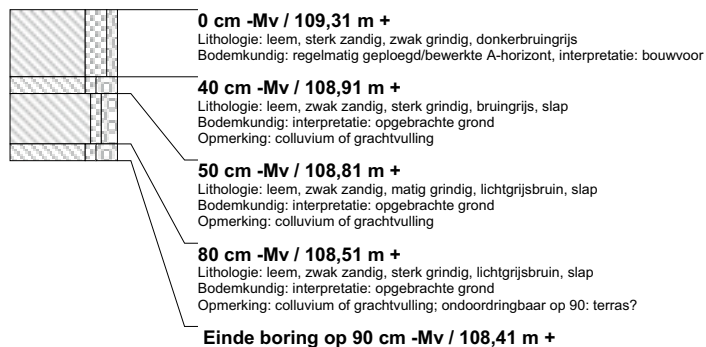 0 cm -Mv / 109,31 m +
Lithologie: leem, sterk zandig, zwak grindig, donkerbruingrijs
Bodemkundig: regelmatig geploegd/bewerkte A-horizont, interpretatie: bouwvoor
40 cm -Mv / 108,91 m +
Lithologie: leem, zwak zandig, sterk grindig, bruingrijs, slap
Bodemkundig: interpretatie: opgebrachte grond
Opmerking: colluvium of grachtvulling
50 cm -Mv / 108,81 m +
Lithologie: leem, zwak zandig, matig grindig, lichtgrijsbruin, slap
Bodemkundig: interpretatie: opgebrachte grond
Opmerking: colluvium of grachtvulling
80 cm -Mv / 108,51 m +
Lithologie: leem, zwak zandig, sterk grindig, lichtgrijsbruin, slap
Bodemkundig: interpretatie: opgebrachte grond
Opmerking: colluvium of grachtvulling; ondoordringbaar op 90: terras?
Einde boring op 90 cm -Mv / 108,41 m +